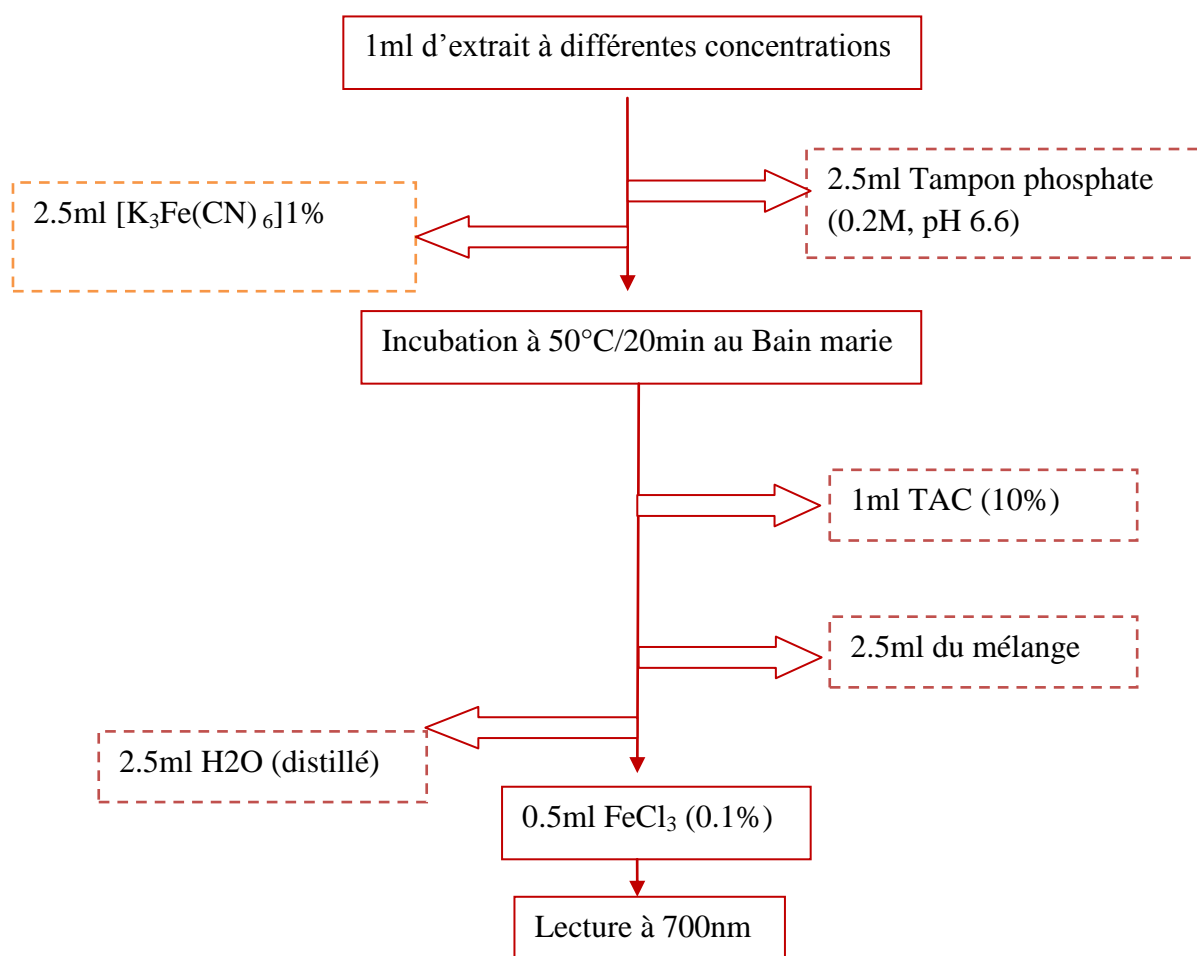 1ml d’extrait à différentes concentrations
2.5ml Tampon phosphate
(0.2M, pH 6.6)
2.5ml [K₃Fe(CN) ₆]1%
Incubation à 50°C/20min au Bain marie
1ml TAC (10%)
2.5ml du mélange
2.5ml H2O (distillé)
0.5ml FeCl₃ (0.1%)
Lecture à 700nm